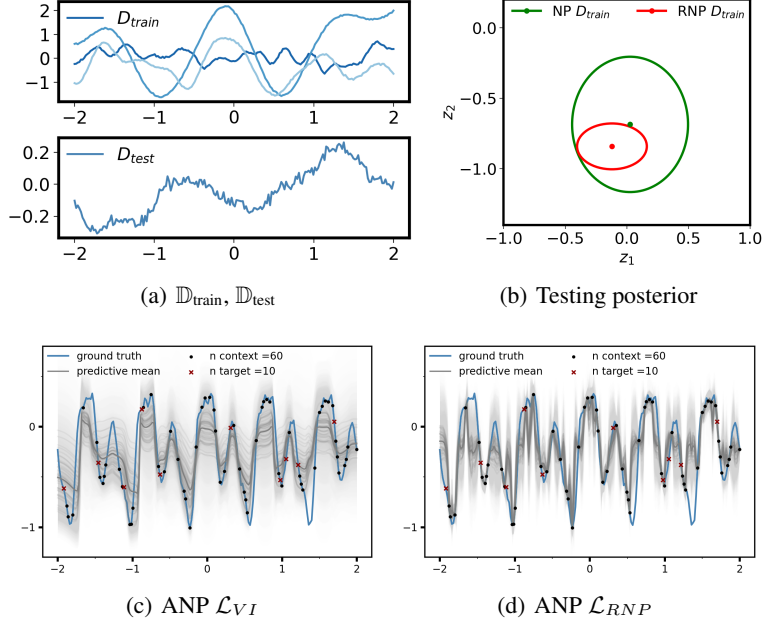 D_train
2
1
0
−1
−2 −1 0 1 2
D_test
0.2
0.0
−0.2
−2 −1 0 1 2
(a) 𝔻train, 𝔻test
NP D_train RNP D_train
0.0
−0.5
−1.0
z_2
−1.0 −0.5 0.0 0.5 1.0
z_1
(b) Testing posterior
ground truth n context =60
predictive mean n target =10
0
−1
−2 −1 0 1 2
(c) ANP ℒ_VI
ground truth n context =60
predictive mean n target =10
0
−1
−2 −1 0 1 2
(d) ANP ℒ_RNP